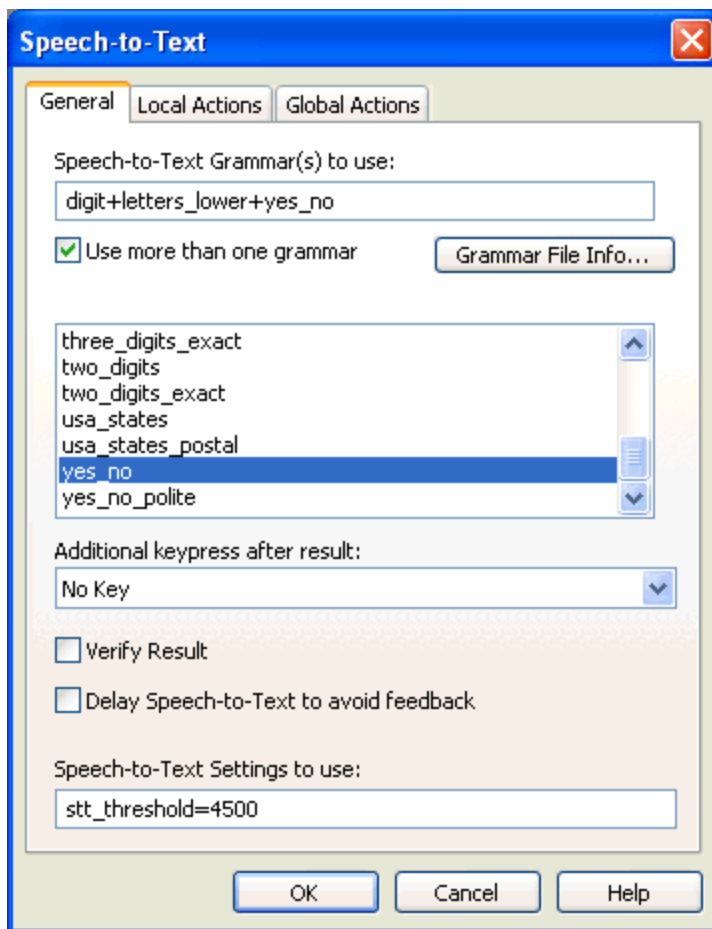 Speech-to-Text
General Local Actions Global Actions
Speech-to-Text Grammar(s) to use:
digit+letters_lower+yes_no
Use more than one grammar Grammar File Info...
three_digits_exact
two_digits
two_digits_exact
usa_states
usa_states_postal
yes_no
yes_no_polite
Additional keypress after result:
No Key
Verify Result
Delay Speech-to-Text to avoid feedback
Speech-to-Text Settings to use:
stt_threshold=4500
OK Cancel Help